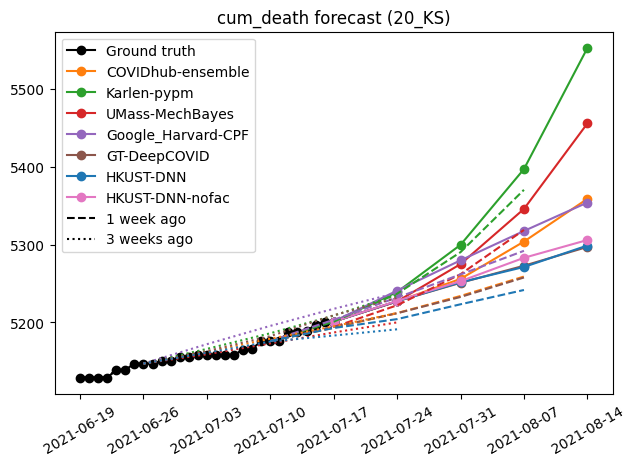 cum_death forecast (20_KS)
Ground truth
COVIDhub-ensemble
Karlen-pypm
UMass-MechBayes
Google_Harvard-CPF
GT-DeepCOVID
HKUST-DNN
HKUST-DNN-nofac
1 week ago
3 weeks ago
5500
5400
5300
5200
2021-06-19
2021-06-26
2021-07-03
2021-07-10
2021-07-17
2021-07-24
2021-07-31
2021-08-07
2021-08-14